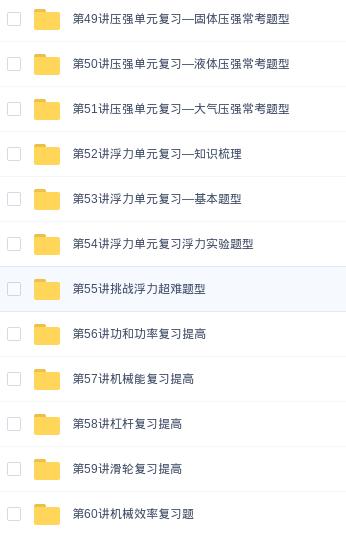 第49讲压强单元复习—固体压强常考题型
第50讲压强单元复习—液体压强常考题型
第51讲压强单元复习—大气压强常考题型
第52讲浮力单元复习—知识梳理
第53讲浮力单元复习—基本题型
第54讲浮力单元复习浮力实验题型
第55讲挑战浮力超难题型
第56讲功和功率复习提高
第57讲机械能复习提高
第58讲杠杆复习提高
第59讲滑轮复习提高
第60讲机械效率复习题